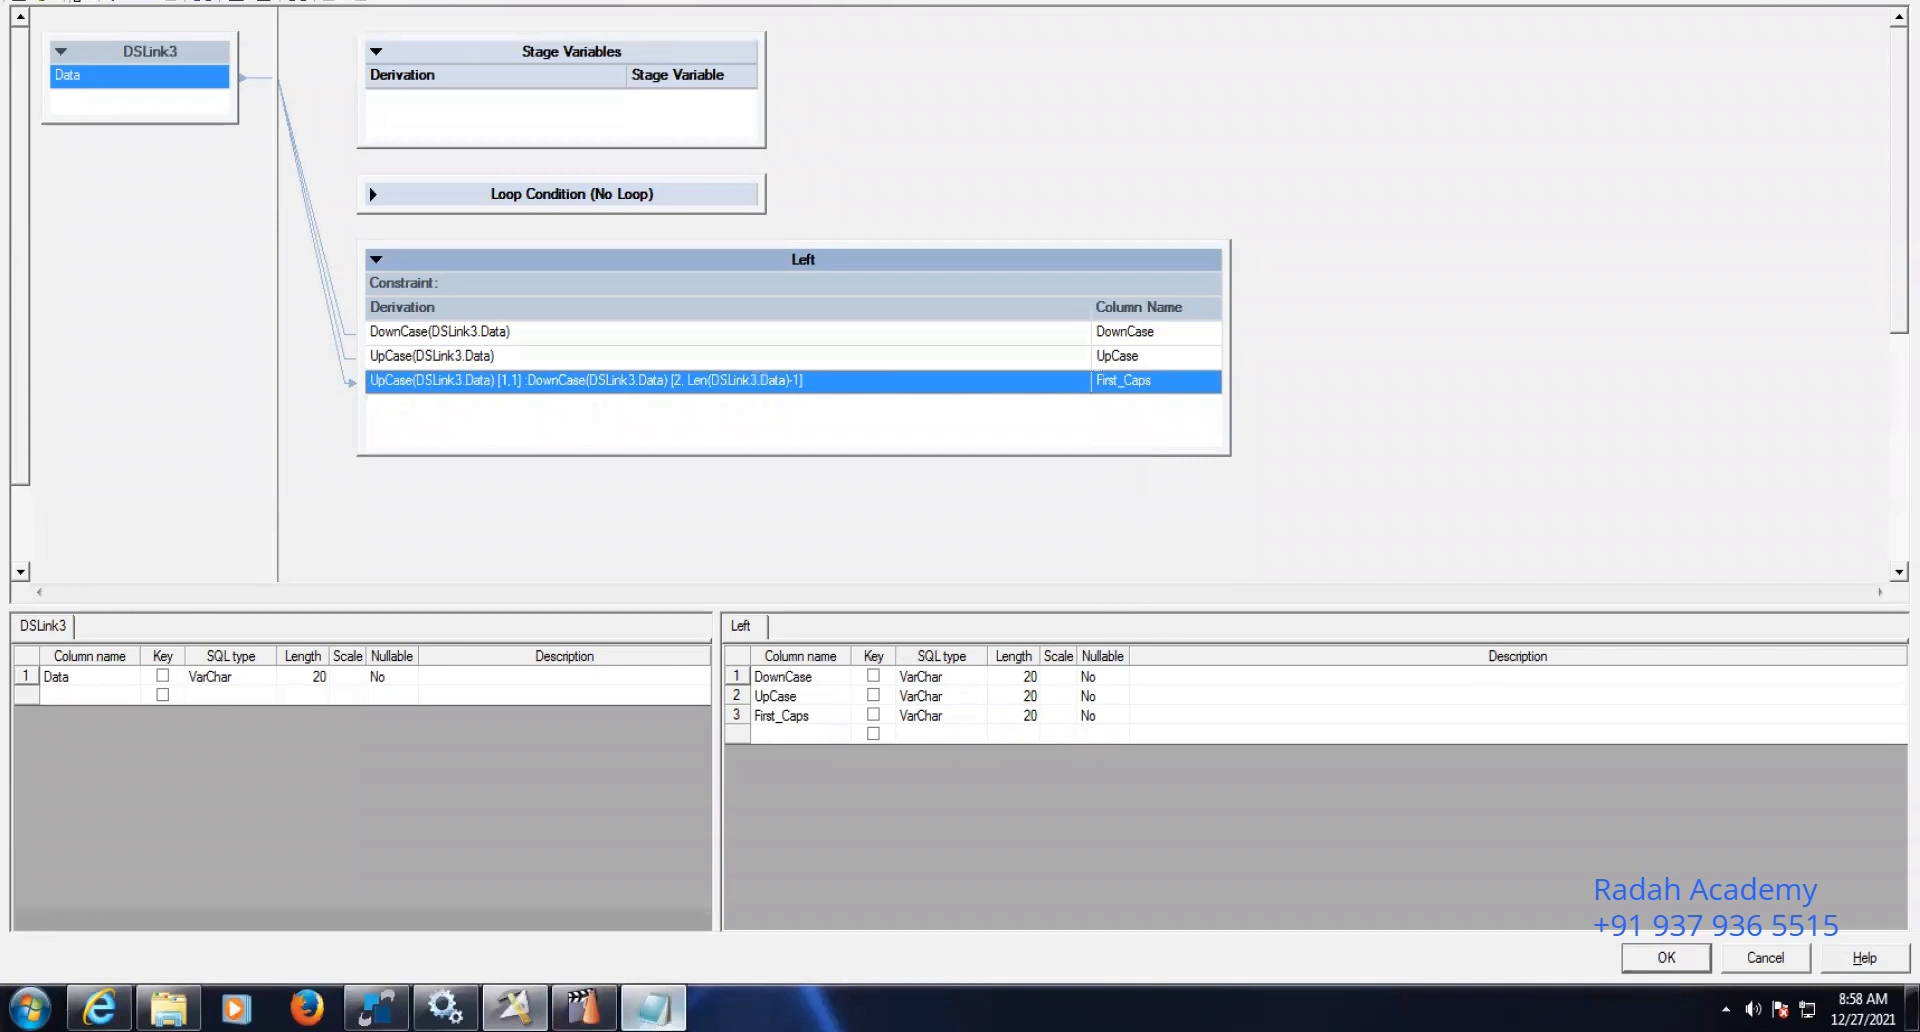 DSLink3
Data
Stage Variables
Derivation Stage Variable
Loop Condition (No Loop)
Left
Constraint:
Derivation Column Name
DownCase(DSLink3.Data) DownCase
UpCase(DSLink3.Data) UpCase
UpCase(DSLink3.Data) [1,1] :DownCase(DSLink3.Data) [2, Len(DSLink3.Data)-1] First_Caps
DSLink3
Column name Key SQL type Length Scale Nullable Description
1 Data VarChar 20 No
Left
Column name Key SQL type Length Scale Nullable Description
1 DownCase VarChar 20 No
2 UpCase VarChar 20 No
3 First_Caps VarChar 20 No
Radah Academy
+91 937 936 5515
OK Cancel Help
8:58 AM
12/27/2021